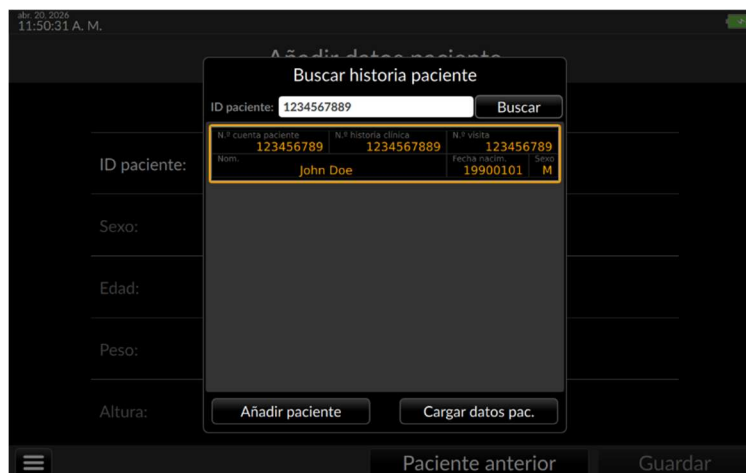 abr. 20. 2026
11:50:31 A. M.
Añadir datos paciente
Buscar historia paciente
ID paciente: 1234567889 Buscar
N.º cuenta paciente N.º historia clínica N.º visita
123456789 1234567889 123456789
Nom. Fecha nacim. Sexo
John Doe 19900101 M
ID paciente:
Sexo:
Edad:
Peso:
Altura:
Añadir paciente Cargar datos pac.
Paciente anterior Guardar